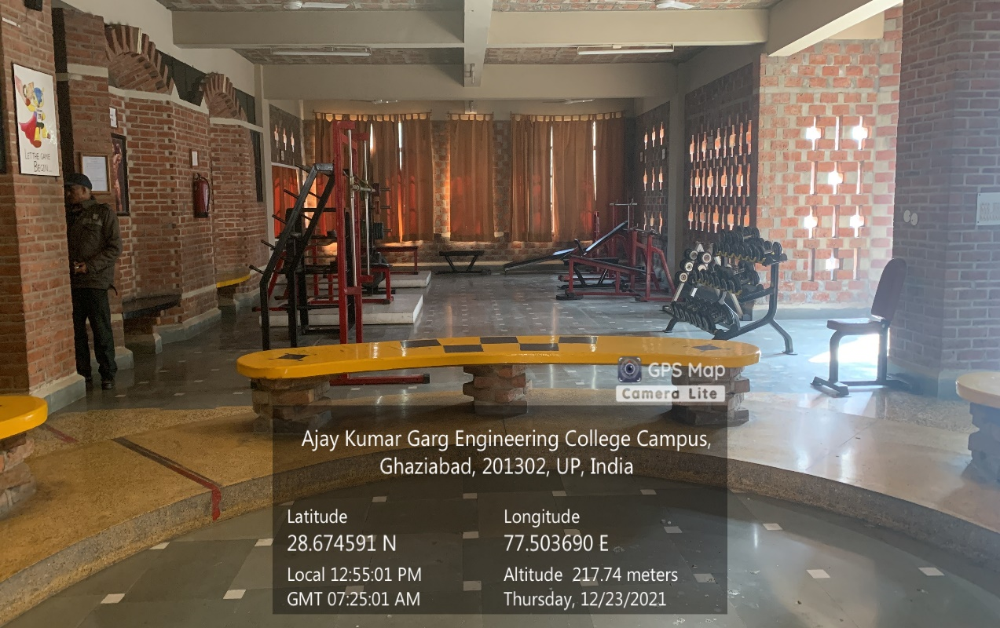 LET THE GAME
BEGIN...
GPS Map
Camera Lite
Ajay Kumar Garg Engineering College Campus,
Ghaziabad, 201302, UP, India
Latitude
28.674591 N
Longitude
77.503690 E
Local 12:55:01 PM
GMT 07:25:01 AM
Altitude 217.74 meters
Thursday, 12/23/2021